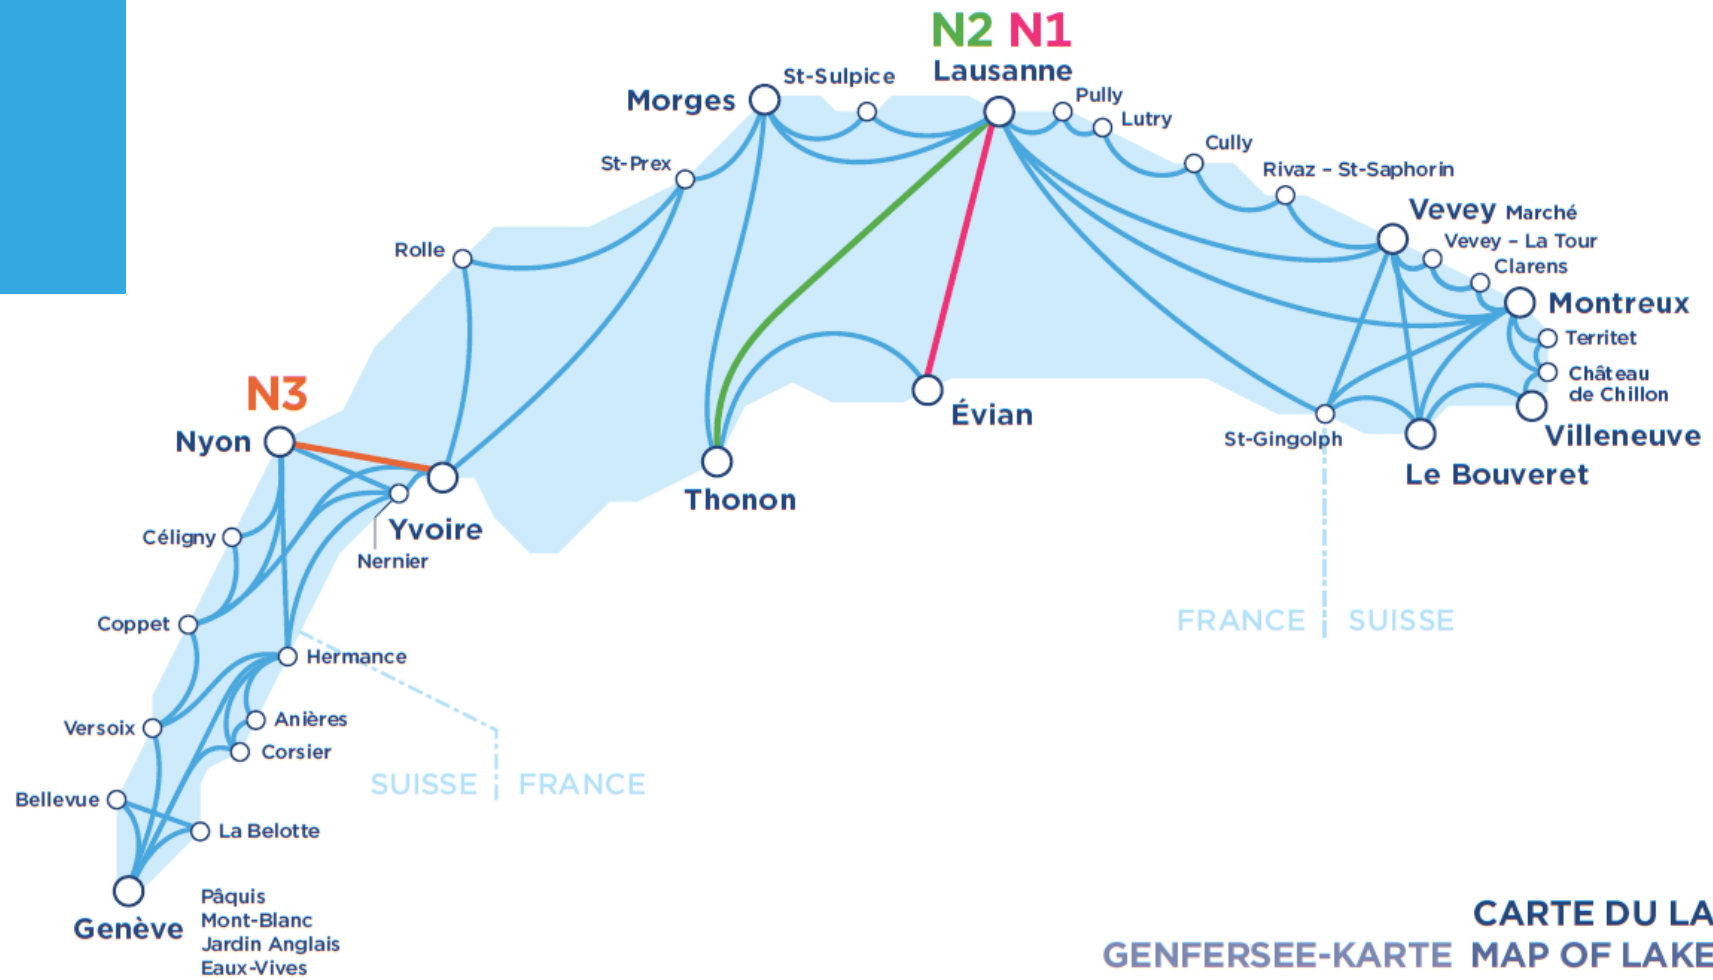 N2 N1
Lausanne
St-Sulpice
Morges
Pully
Lutry
Cully
St-Prex
Rivaz – St-Saphorin
Vevey Marché
Vevey – La Tour
Clarens
Rolle
Montreux
Territet
Château
de Chillon
N3
Nyon
Évian
St-Gingolph
Villeneuve
Le Bouveret
Thonon
Yvoire
Céligny
Nernier
Coppet
FRANCE SUISSE
Hermance
Anières
Versoix
Corsier
SUISSE FRANCE
Bellevue
La Belotte
Genève
Pâquis
Mont-Blanc
Jardin Anglais
Eaux-Vives
CARTE DU LA
GENFERSEE-KARTE MAP OF LAKE